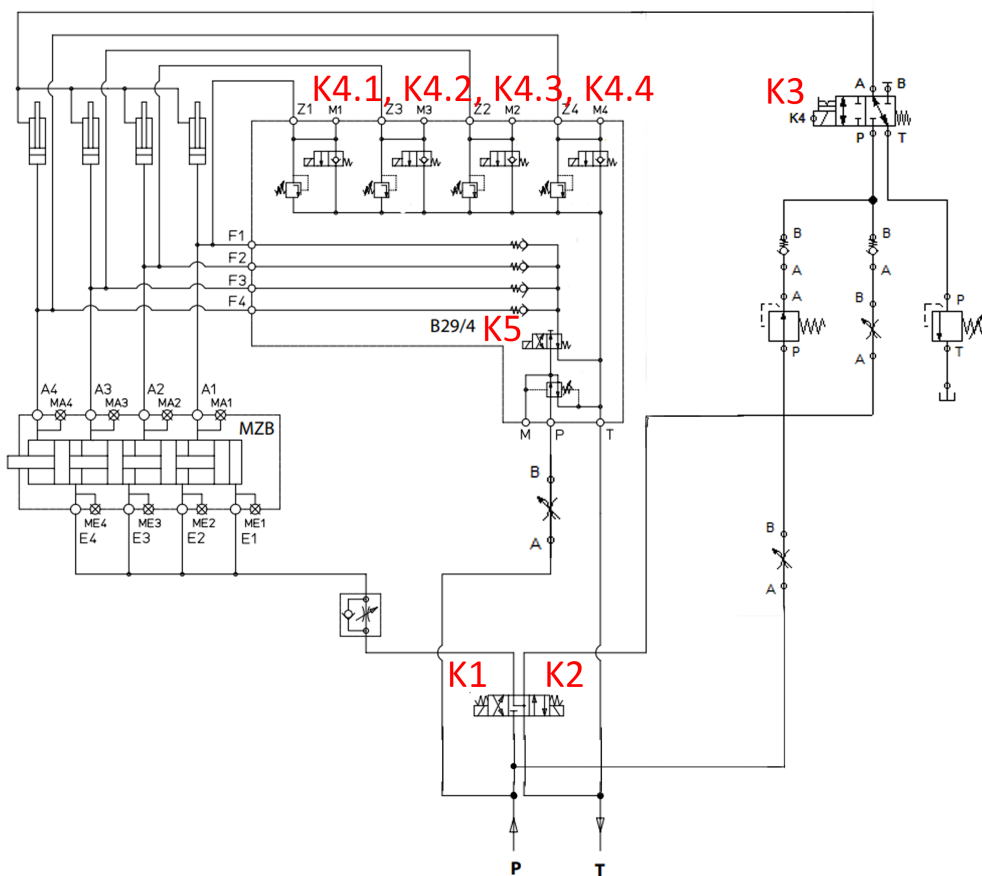 K4.1, K4.2, K4.3, K4.4
Z1 M1 Z3 M3 Z2 M2 Z4 M4
K3
A B
K4
P T
F1
F2
F3
F4
B29/4
K5
M P T
B
A
A
P
B
A
B
A
P
T
A4 A3 A2 A1
MA4 MA3 MA2 MA1
MZB
ME4 ME3 ME2 ME1
E4 E3 E2 E1
B
A
B
A
K1 K2
P T